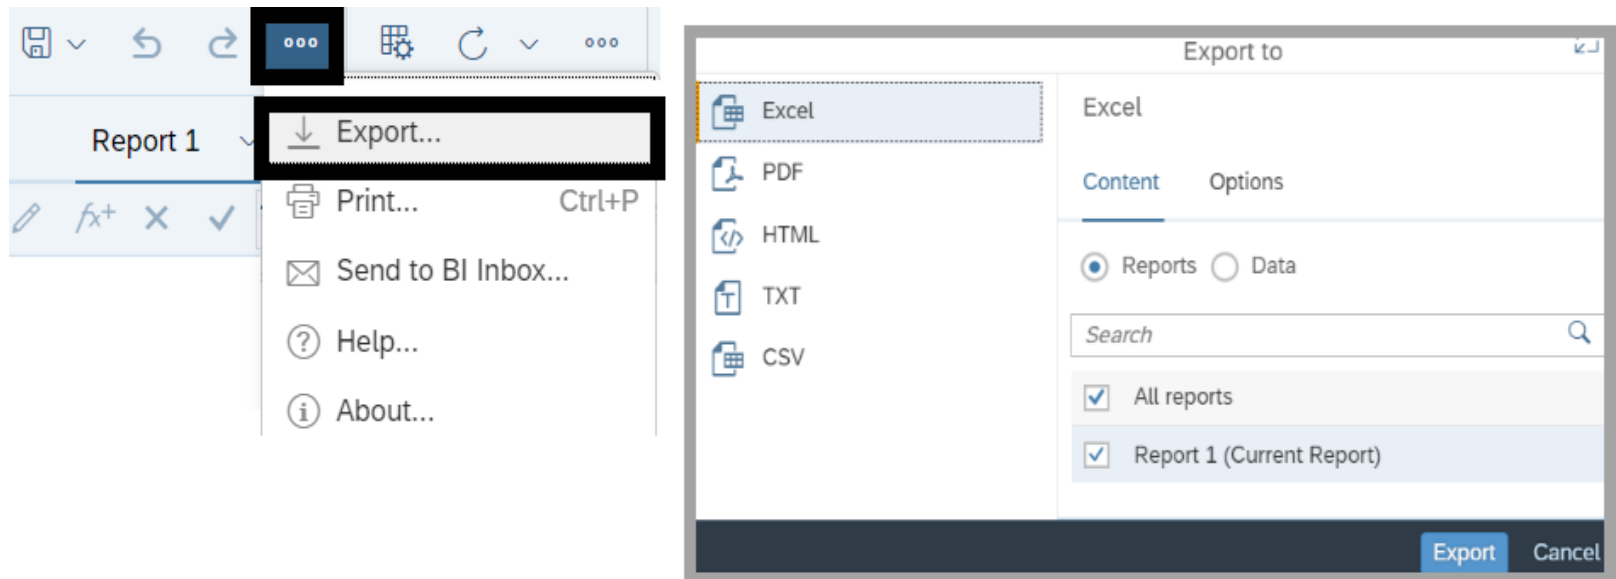 Report 1
fx+
Export...
Print... Ctrl+P
Send to BI Inbox...
Help...
About...
Export to
Excel
PDF
HTML
TXT
CSV
Excel
Content Options
Reports Data
Search
All reports
Report 1 (Current Report)
Export Cancel